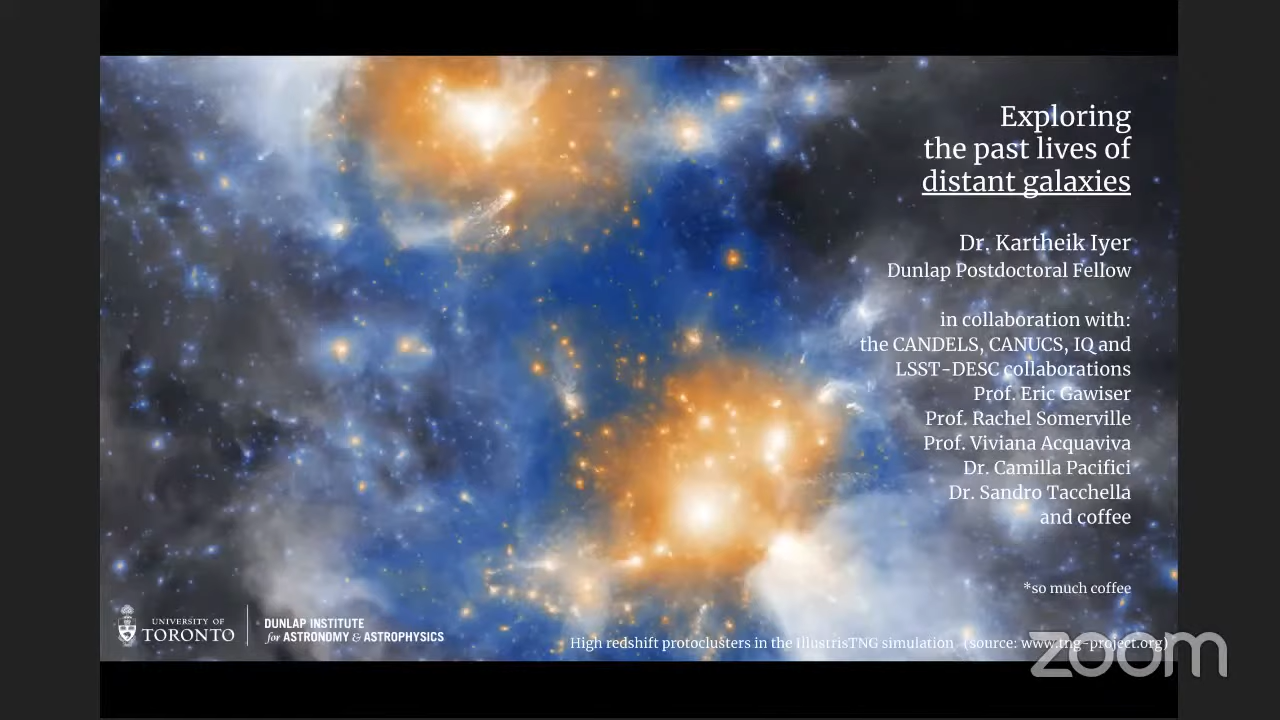 Exploring
the past lives of
distant galaxies
Dr. Kartheik Iyer
Dunlap Postdoctoral Fellow
in collaboration with:
the CANDELS, CANUCS, IQ and
LSST-DESC collaborations
Prof. Eric Gawiser
Prof. Rachel Somerville
Prof. Viviana Acquaviva
Dr. Camilla Pacifici
Dr. Sandro Tacchella
and coffee
*so much coffee
UNIVERSITY OF
TORONTO
DUNLAP INSTITUTE
for ASTRONOMY & ASTROPHYSICS
High redshift protoclusters in the IllustrisTNG simulation (source: www.tng-project.org)
zoom